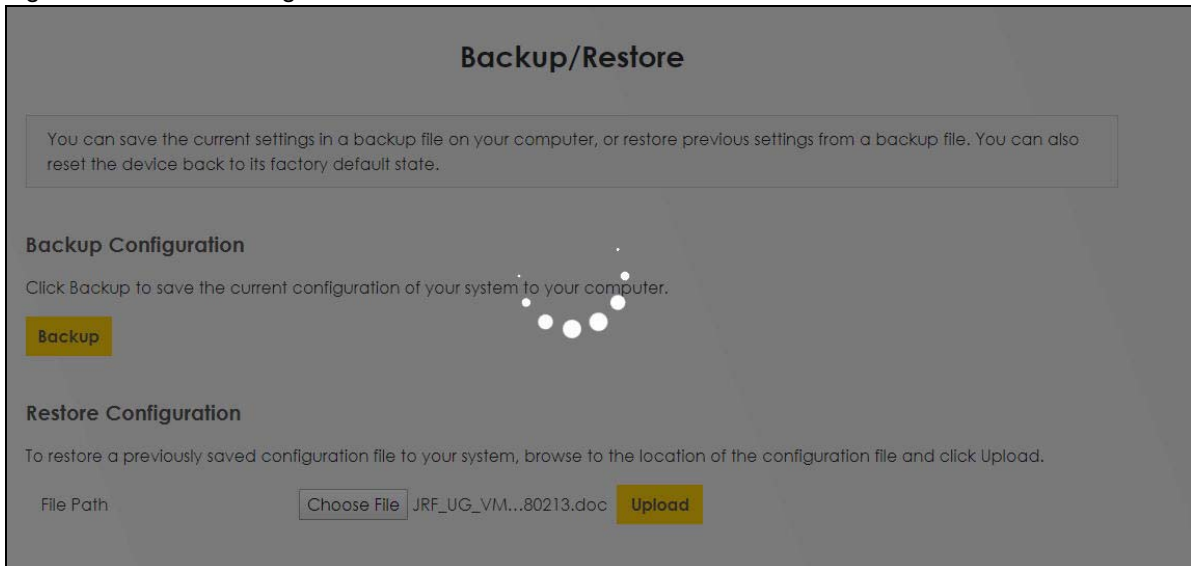 Backup/Restore
You can save the current settings in a backup file on your computer, or restore previous settings from a backup file. You can also
reset the device back to its factory default state.
Backup Configuration
Click Backup to save the current configuration of your system to your computer.
Backup
Restore Configuration
To restore a previously saved configuration file to your system, browse to the location of the configuration file and click Upload.
File Path Choose File JRF_UG_VM...80213.doc Upload